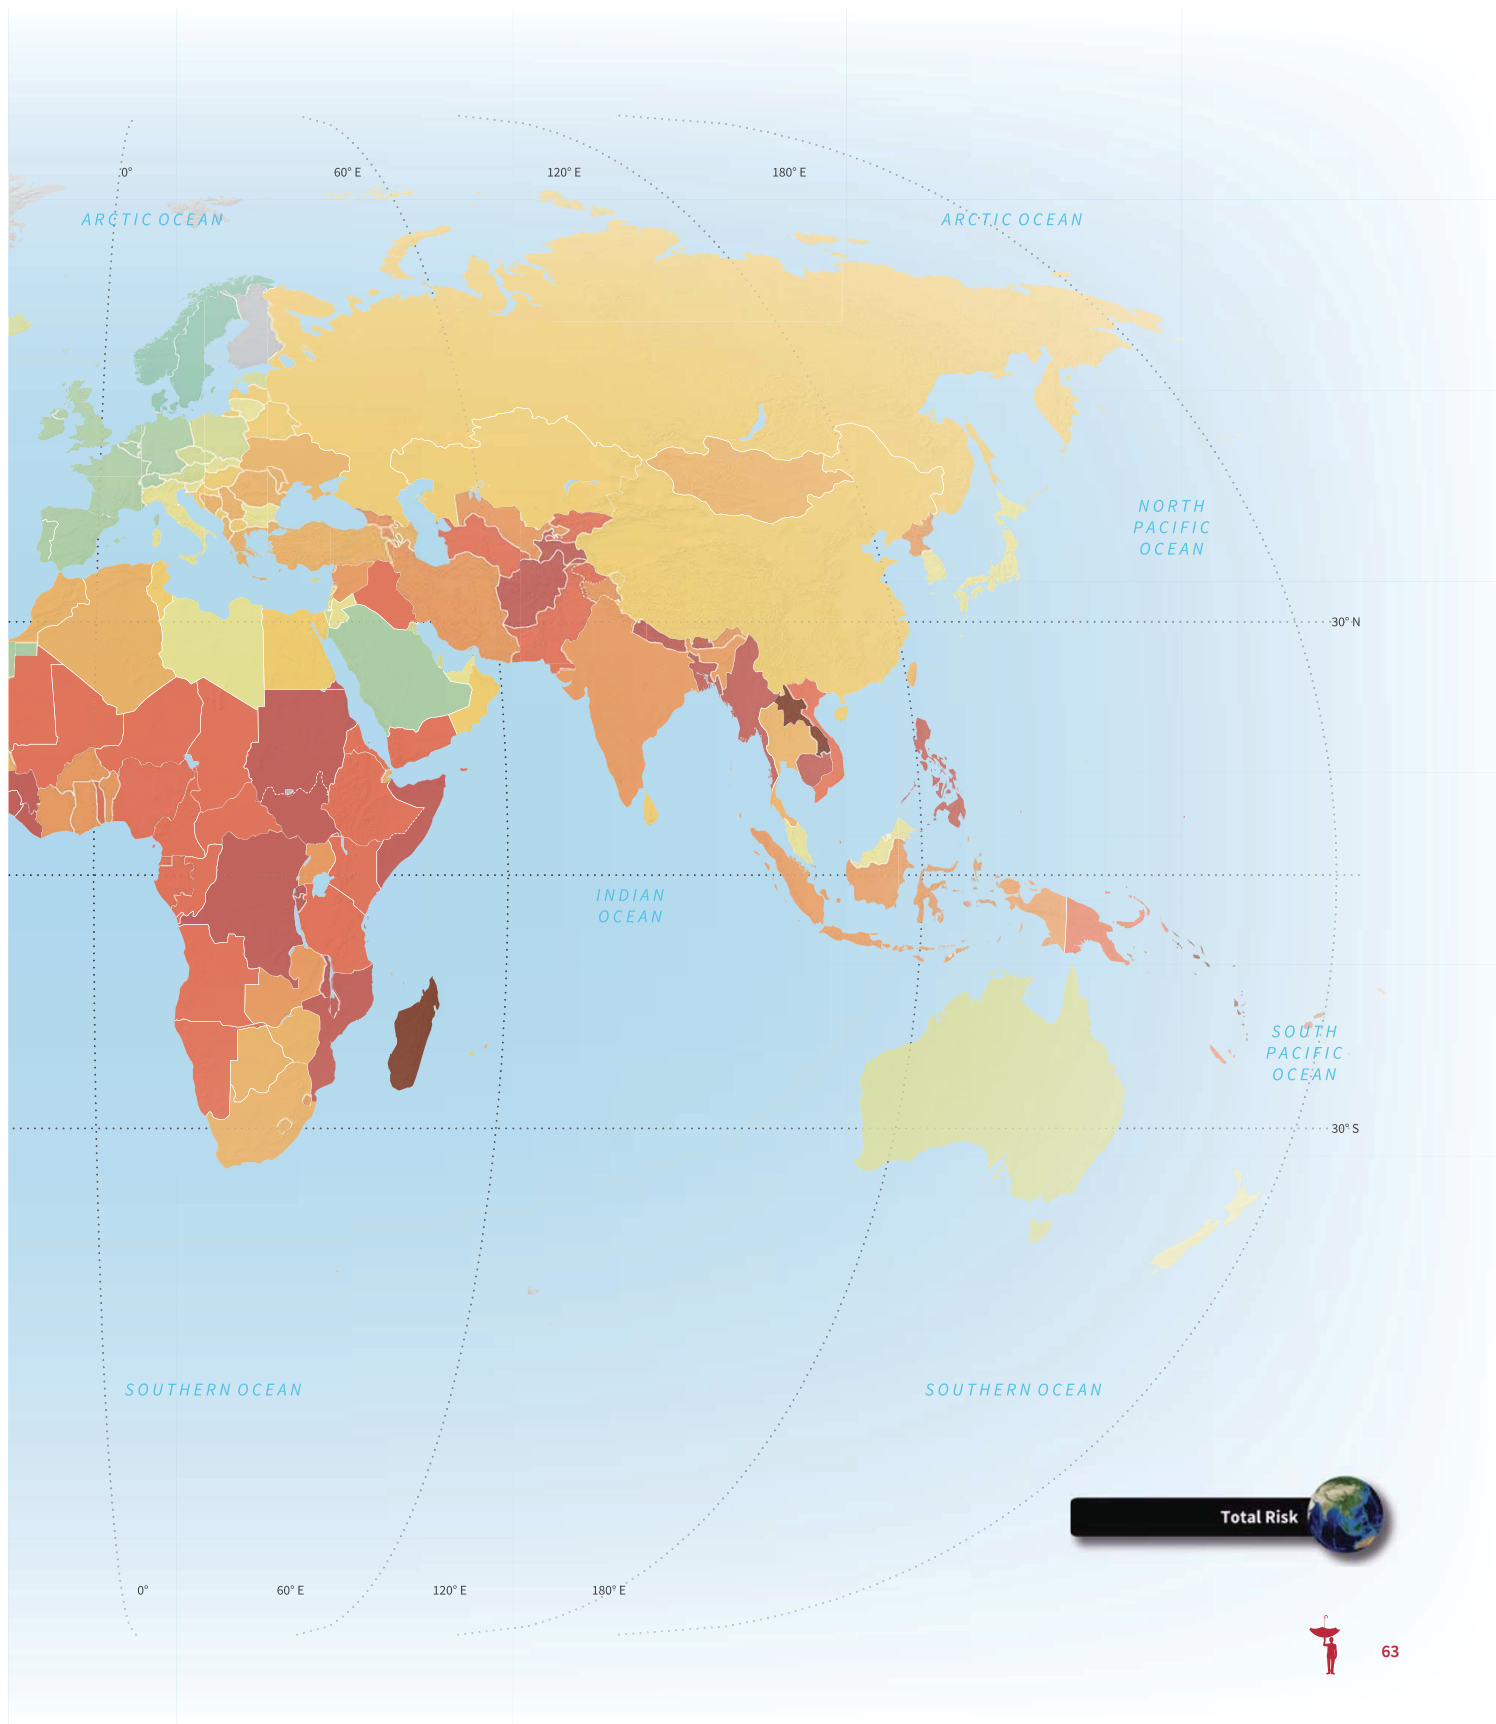 0°
60° E
120° E
180° E
ARCTIC OCEAN
ARCTIC OCEAN
NORTH
PACIFIC
OCEAN
30° N
INDIAN
OCEAN
SOUTH
PACIFIC
OCEAN
30° S
SOUTHERN OCEAN
SOUTHERN OCEAN
Total Risk
0°
60° E
120° E
180° E
63